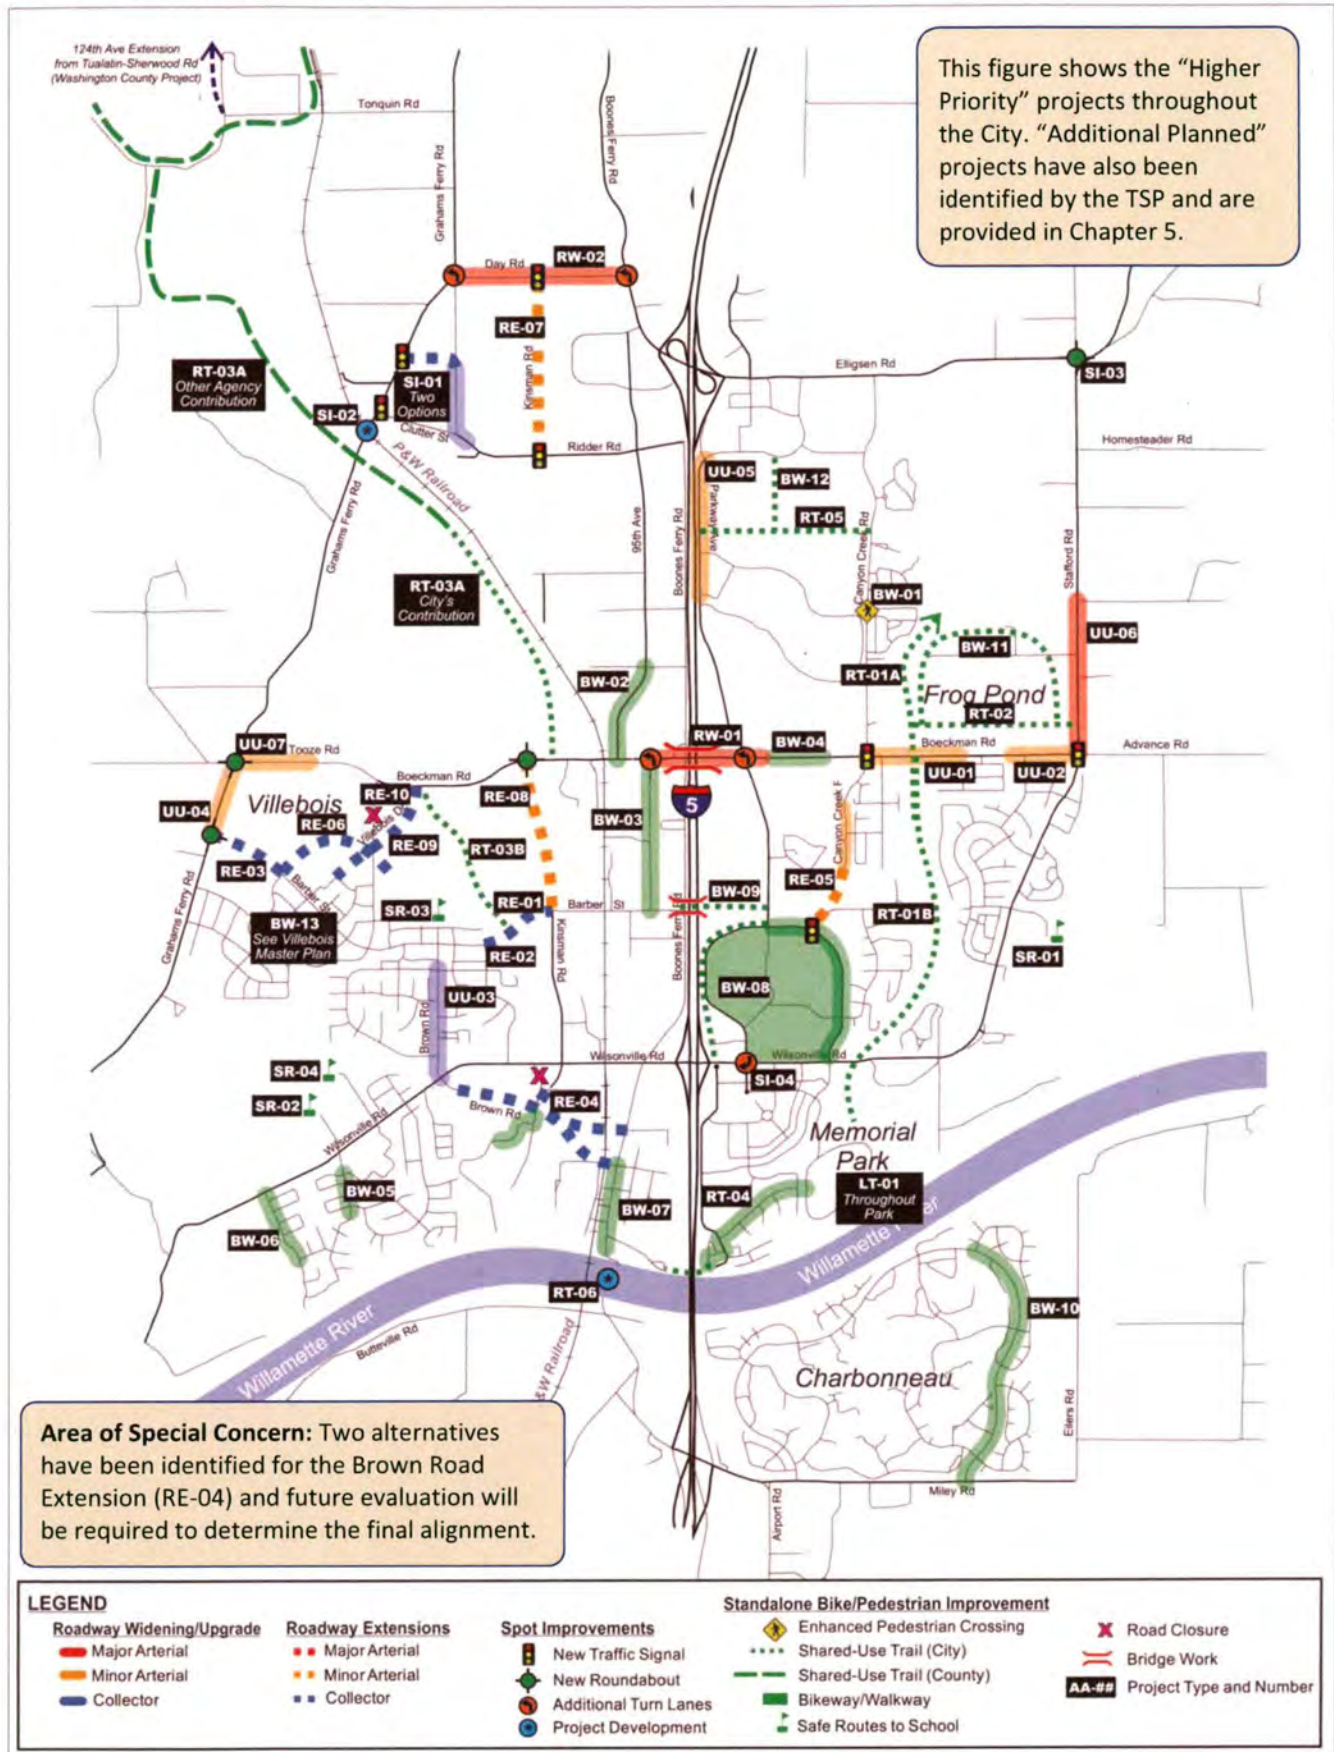 124th Ave Extension
from Tualatin-Sherwood Rd
(Washington County Project)
This figure shows the “Higher
Priority” projects throughout
the City. “Additional Planned”
projects have also been
identified by the TSP and are
provided in Chapter 5.
Tonquin Rd
Boones Ferry Rd
Grahams Ferry Rd
Day Rd
RW-02
RE-07
Kinsman Rd
RT-03A
Other Agency
Contribution
SI-01
Two
Options
SI-02
Clutter St
Ridder Rd
Elligsen Rd
SI-03
Homesteader Rd
P&W Railroad
UU-05
BW-12
RT-05
Parkway Ave
Canyon Creek Rd
95th Ave
Boones Ferry Rd
Stafford Rd
Grahams Ferry Rd
RT-03A
City's
Contribution
BW-01
UU-06
BW-11
RT-01A
Frog Pond
RT-02
BW-02
RW-01
BW-04
UU-07
Tooze Rd
Boeckman Rd
Advance Rd
Boeckman Rd
UU-01
UU-02
RE-10
RE-08
5
UU-04
Villebois
RE-06
Villebois Dr
RE-09
RT-03B
BW-03
Canyon Creek R
RE-03
Barber St
RE-05
BW-09
SR-03
RE-01
Barber St
RT-01B
BW-13
See Villebois
Master Plan
Grahams Ferry Rd
RE-02
Kinsman Rd
Boones Ferry Rd
SR-01
BW-08
UU-03
Brown Rd
Wilsonville Rd
Wilsonville Rd
SR-04
SI-04
SR-02
Brown Rd
RE-04
Wilsonville Rd
Memorial
Park
LT-01
Throughout
Park
BW-05
RT-04
BW-07
BW-06
Willamette River
RT-06
BW-10
Willamette River
Butteville Rd
&W Railroad
Charbonneau
Eilers Rd
Miley Rd
Airport Rd
Area of Special Concern: Two alternatives
have been identified for the Brown Road
Extension (RE-04) and future evaluation will
be required to determine the final alignment.
LEGEND
Roadway Widening/Upgrade
Major Arterial
Minor Arterial
Collector
Roadway Extensions
Major Arterial
Minor Arterial
Collector
Spot Improvements
New Traffic Signal
New Roundabout
Additional Turn Lanes
Project Development
Standalone Bike/Pedestrian Improvement
Enhanced Pedestrian Crossing
Shared-Use Trail (City)
Shared-Use Trail (County)
Bikeway/Walkway
Safe Routes to School
Road Closure
Bridge Work
AA-## Project Type and Number